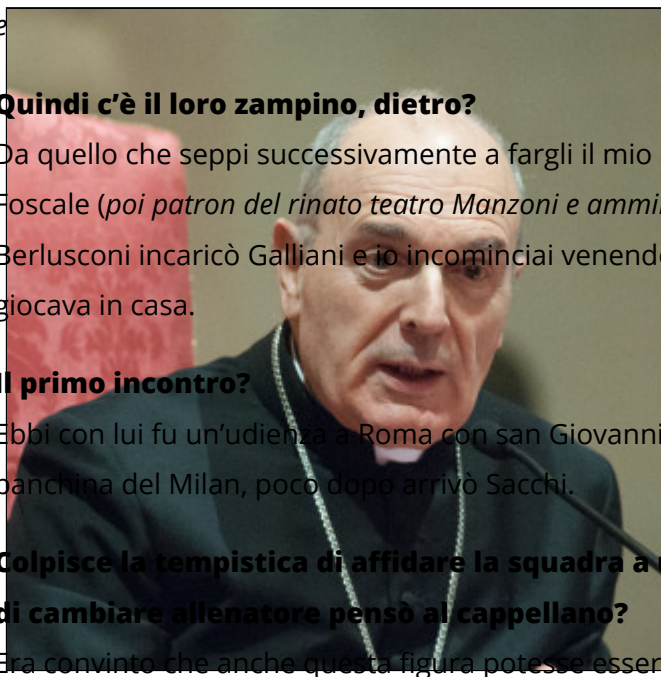 e
Quindi c’è il loro zampino, dietro?
Da quello che seppi successivamente a fargli il mio
Foscale (poi patron del rinato teatro Manzoni e ammi
Berlusconi incaricò Galliani e io incominciai venend
giocava in casa.
Il primo incontro?
Ebbi con lui fu un’udienza a Roma con san Giovanni
panchina del Milan, poco dopo arrivò Sacchi.
Colpisce la tempistica di affidare la squadra a
di cambiare allenatore pensò al cappellano?
Era convinto che anche questa figura potesse esser